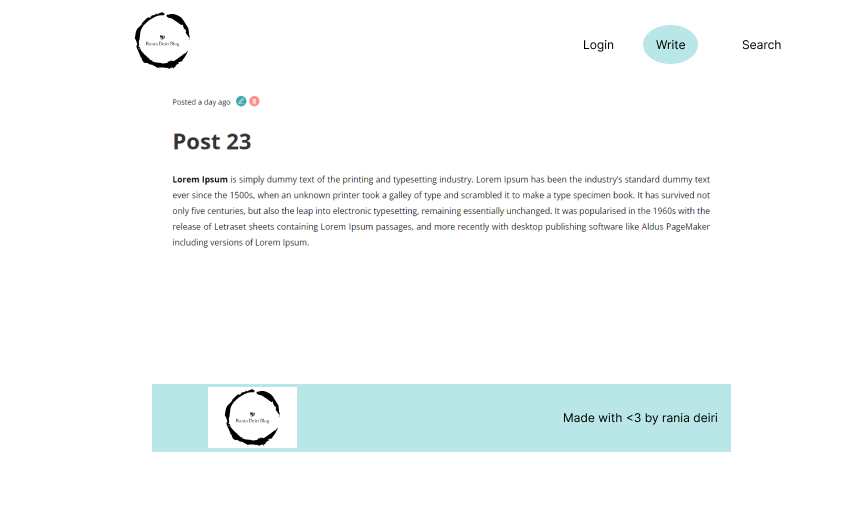 Rania Deiri Blog
Login
Write
Search
Posted a day ago
Post 23
Lorem Ipsum is simply dummy text of the printing and typesetting industry. Lorem Ipsum has been the industry's standard dummy text
ever since the 1500s, when an unknown printer took a galley of type and scrambled it to make a type specimen book. It has survived not
only five centuries, but also the leap into electronic typesetting, remaining essentially unchanged. It was popularised in the 1960s with the
release of Letraset sheets containing Lorem Ipsum passages, and more recently with desktop publishing software like Aldus PageMaker
including versions of Lorem Ipsum.
Rania Deiri Blog
Made with <3 by rania deiri